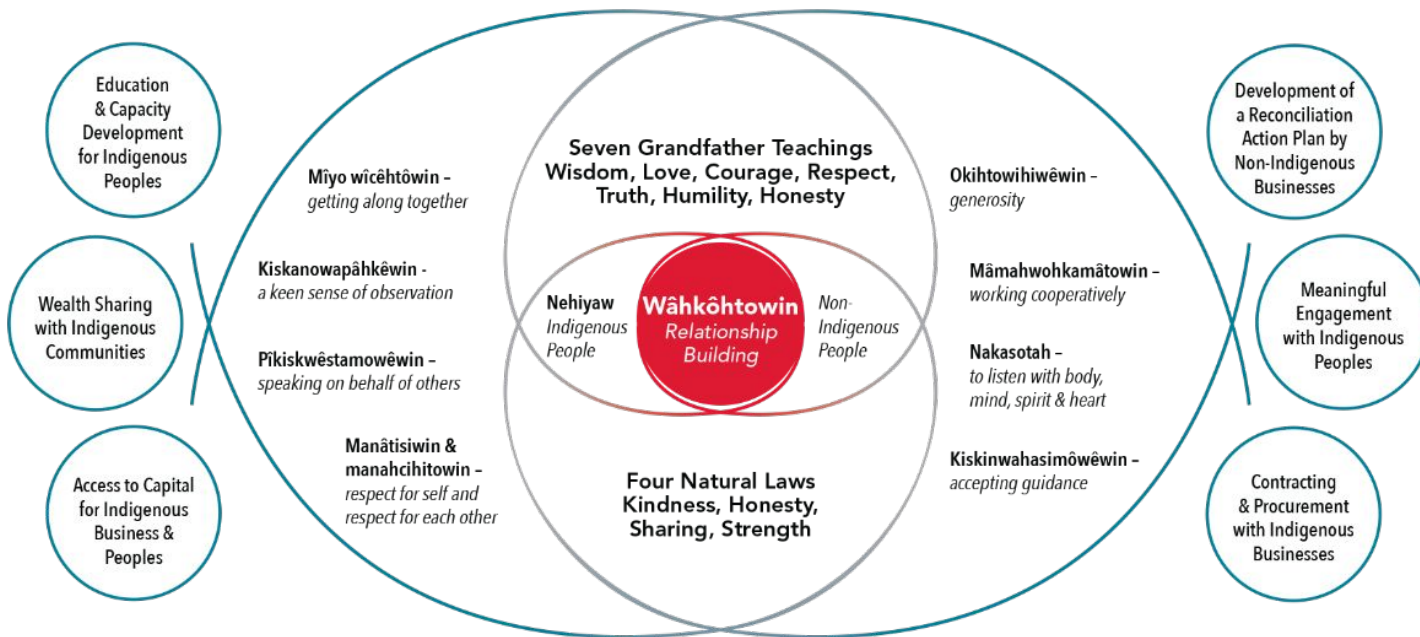 Education
& Capacity
Development
for Indigenous
Peoples
Wealth Sharing
with Indigenous
Communities
Access to Capital
for Indigenous
Business &
Peoples
Mîyo wîcêhtôwin –
getting along together
Kiskanowapâhkêwin -
a keen sense of observation
Pîkiskwêstamowêwin –
speaking on behalf of others
Manâtisiwin &
manahcihitowin –
respect for self and
respect for each other
Seven Grandfather Teachings
Wisdom, Love, Courage, Respect,
Truth, Humility, Honesty
Nehiyaw
Indigenous
People
Wâhkôhtowin
Relationship
Building
Non-
Indigenous
People
Four Natural Laws
Kindness, Honesty,
Sharing, Strength
Okihtowihiwêwin –
generosity
Mâmahwohkamâtowin –
working cooperatively
Nakasotah –
to listen with body,
mind, spirit & heart
Kiskinwahasimôwêwin –
accepting guidance
Development of
a Reconciliation
Action Plan by
Non-Indigenous
Businesses
Meaningful
Engagement
with Indigenous
Peoples
Contracting
& Procurement
with Indigenous
Businesses